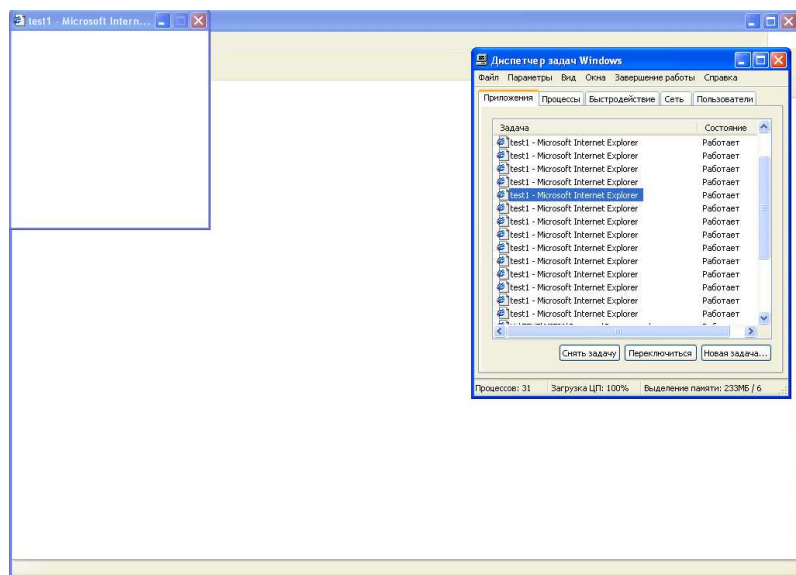 test1 - Microsoft Intern...
Диспетчер задач Windows
Файл Параметры Вид Окна Завершение работы Справка
Приложения Процессы Быстродействие Сеть Пользователи
Задача Состояние
test1 - Microsoft Internet Explorer Работает
test1 - Microsoft Internet Explorer Работает
test1 - Microsoft Internet Explorer Работает
test1 - Microsoft Internet Explorer Работает
test1 - Microsoft Internet Explorer Работает
test1 - Microsoft Internet Explorer Работает
test1 - Microsoft Internet Explorer Работает
test1 - Microsoft Internet Explorer Работает
test1 - Microsoft Internet Explorer Работает
test1 - Microsoft Internet Explorer Работает
test1 - Microsoft Internet Explorer Работает
test1 - Microsoft Internet Explorer Работает
test1 - Microsoft Internet Explorer Работает
test1 - Microsoft Internet Explorer Работает
Снять задачу Переключиться Новая задача...
Процессов: 31 Загрузка ЦП: 100% Выделение памяти: 233МБ / 6